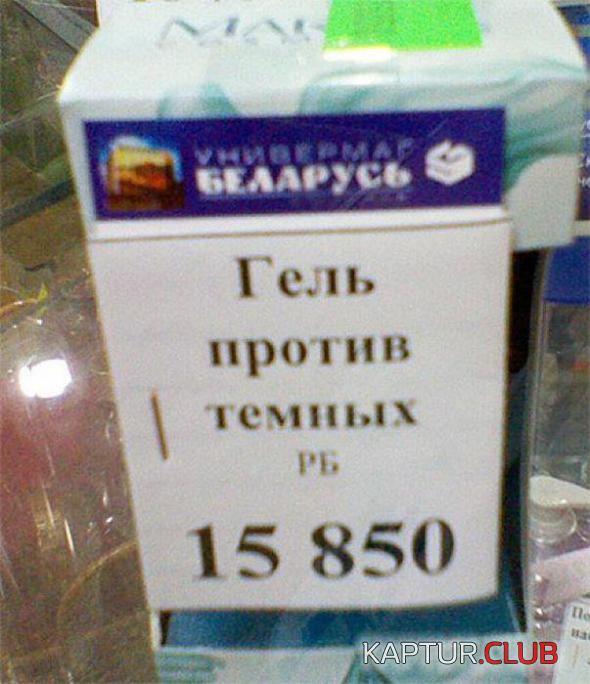 УНИВЕРМАГ
БЕЛАРУСЬ
Гель
против
темных
РБ
15 850
KAPTUR.CLUB